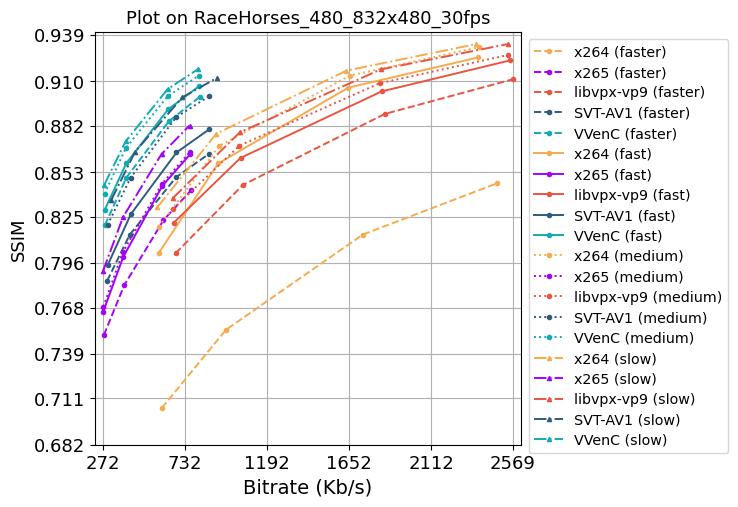 Plot on RaceHorses_480_832x480_30fps
SSIM
0.939
0.910
0.882
0.853
0.825
0.796
0.768
0.739
0.711
0.682
272
732
1192
1652
2112
2569
Bitrate (Kb/s)
x264 (faster)
x265 (faster)
libvpx-vp9 (faster)
SVT-AV1 (faster)
VVenC (faster)
x264 (fast)
x265 (fast)
libvpx-vp9 (fast)
SVT-AV1 (fast)
VVenC (fast)
x264 (medium)
x265 (medium)
libvpx-vp9 (medium)
SVT-AV1 (medium)
VVenC (medium)
x264 (slow)
x265 (slow)
libvpx-vp9 (slow)
SVT-AV1 (slow)
VVenC (slow)